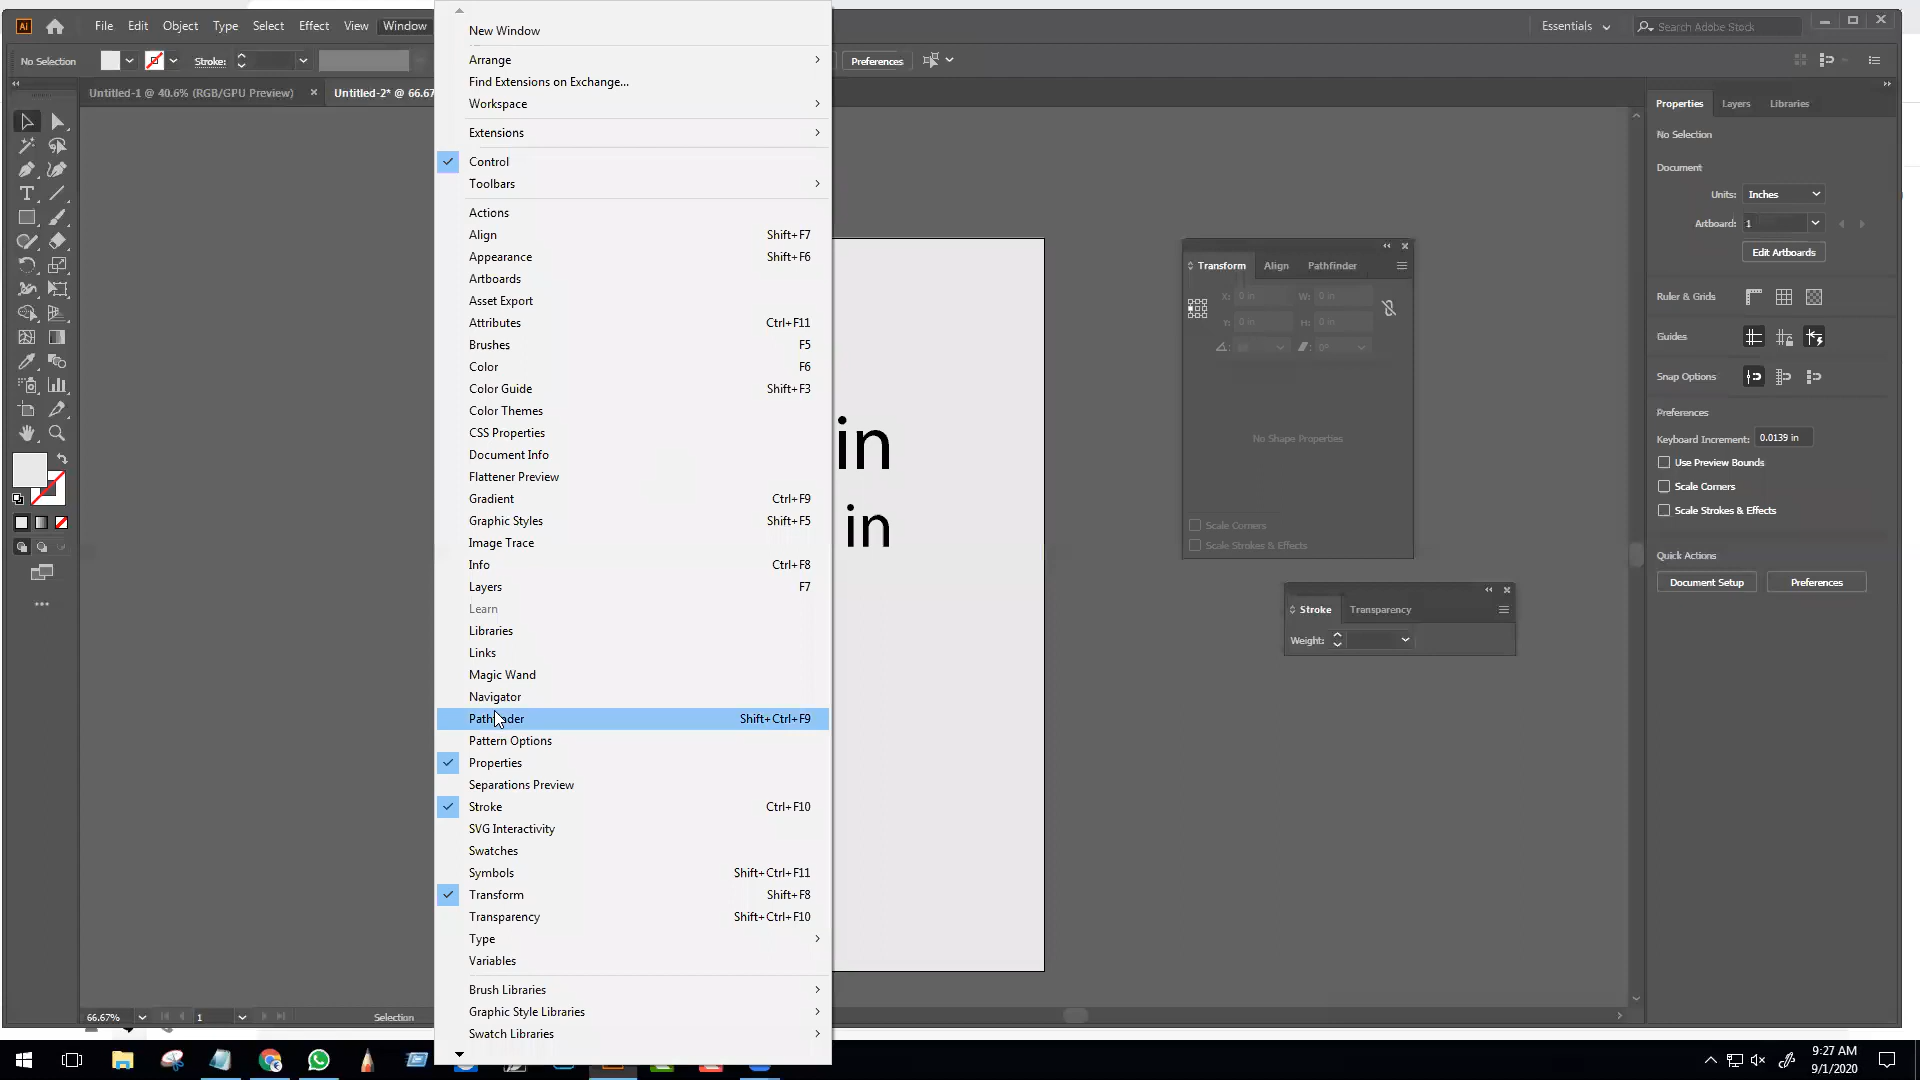 File Edit Object Type Select Effect View Window
Essentials
Search Adobe Stock
No Selection
Stroke:
Preferences
Untitled-1 @ 40.6% (RGB/GPU Preview)
Untitled-2* @ 66.67
New Window
Arrange
Find Extensions on Exchange...
Workspace
Extensions
Control
Toolbars
Actions
Align Shift+F7
Appearance Shift+F6
Artboards
Asset Export
Attributes Ctrl+F11
Brushes F5
Color F6
Color Guide Shift+F3
Color Themes
CSS Properties
Document Info
Flattener Preview
Gradient Ctrl+F9
Graphic Styles Shift+F5
Image Trace
Info Ctrl+F8
Layers F7
Learn
Libraries
Links
Magic Wand
Navigator
Pathfinder Shift+Ctrl+F9
Pattern Options
Properties
Separations Preview
Stroke Ctrl+F10
SVG Interactivity
Swatches
Symbols Shift+Ctrl+F11
Transform Shift+F8
Transparency Shift+Ctrl+F10
Type
Variables
Brush Libraries
Graphic Style Libraries
Swatch Libraries
in
in
Transform Align Pathfinder
X: 0 in W: 0 in
Y: 0 in H: 0 in
0°
No Shape Properties
Scale Corners
Scale Strokes & Effects
Stroke Transparency
Weight:
Properties Layers Libraries
No Selection
Document
Units: Inches
Artboard: 1
Edit Artboards
Ruler & Grids
Guides
Snap Options
Preferences
Keyboard Increment: 0.0139 in
Use Preview Bounds
Scale Corners
Scale Strokes & Effects
Quick Actions
Document Setup Preferences
66.67% 1 Selection
9:27 AM
9/1/2020